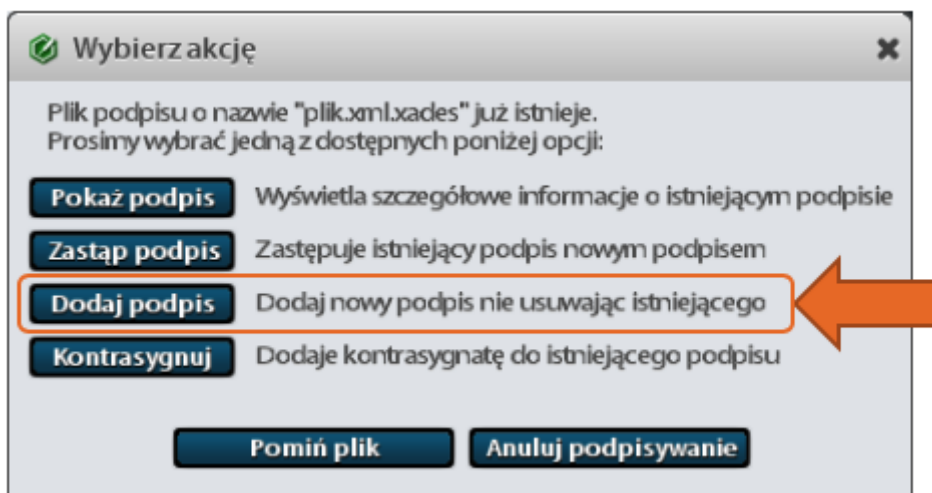 Wybierz akcję
Plik podpisu o nazwie "plik.xml.xades" już istnieje.
Prosimy wybrać jedną z dostępnych poniżej opcji:
Pokaż podpis Wyświetla szczegółowe informacje o istniejącym podpisie
Zastąp podpis Zastępuje istniejący podpis nowym podpisem
Dodaj podpis Dodaj nowy podpis nie usuwając istniejącego
Kontrasygnuj Dodaje kontrasygnatę do istniejącego podpisu
Pomiń plik Anuluj podpisywanie